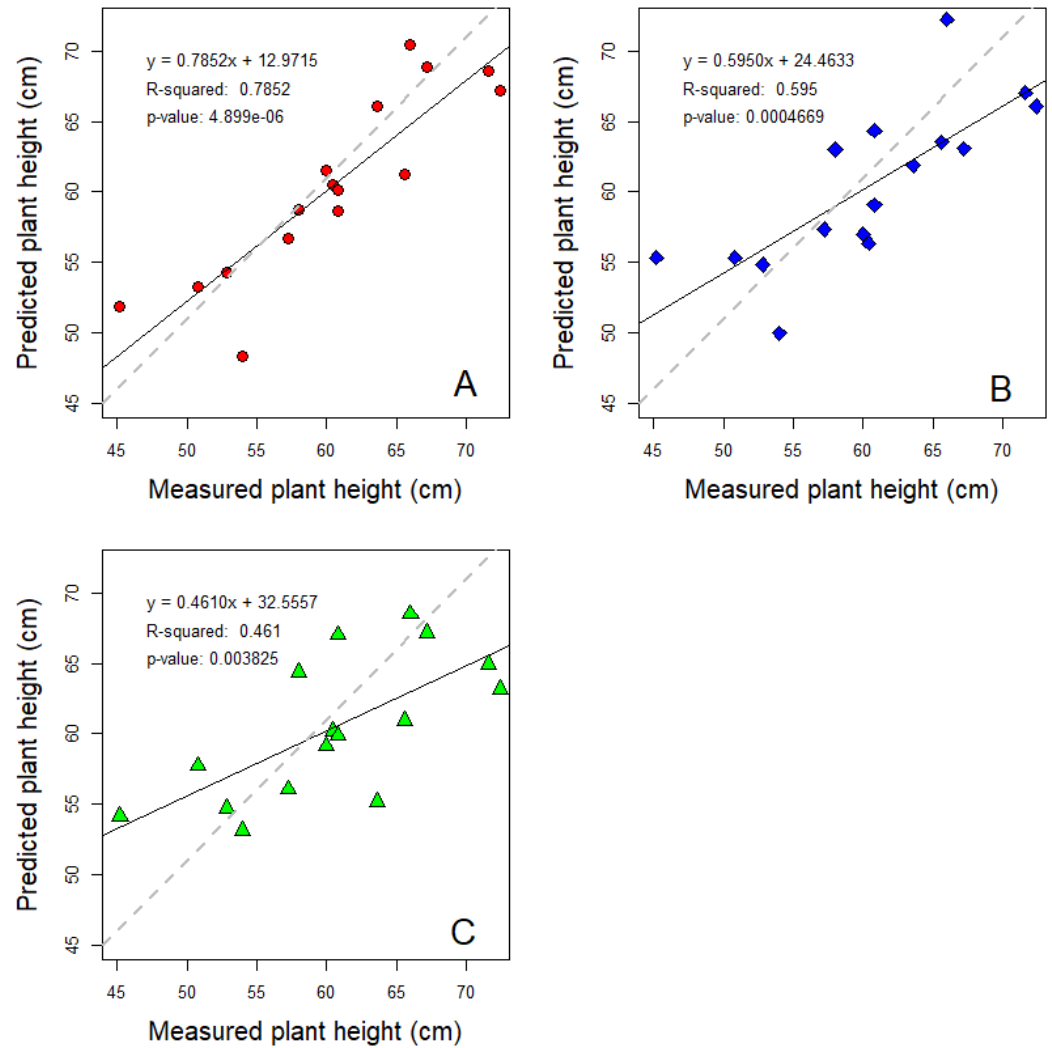 y = 0.7852x + 12.9715
R-squared: 0.7852
p-value: 4.899e-06
A
Predicted plant height (cm)
45 50 55 60 65 70
45 50 55 60 65 70
Measured plant height (cm)
y = 0.5950x + 24.4633
R-squared: 0.595
p-value: 0.0004669
B
Predicted plant height (cm)
45 50 55 60 65 70
45 50 55 60 65 70
Measured plant height (cm)
y = 0.4610x + 32.5557
R-squared: 0.461
p-value: 0.003825
C
Predicted plant height (cm)
45 50 55 60 65 70
45 50 55 60 65 70
Measured plant height (cm)